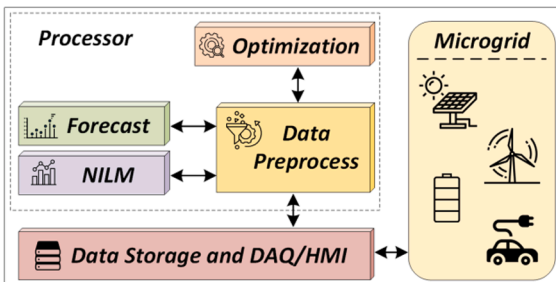 Processor
Optimization
Microgrid
Forecast
Data
Preprocess
NILM
Data Storage and DAQ/HMI